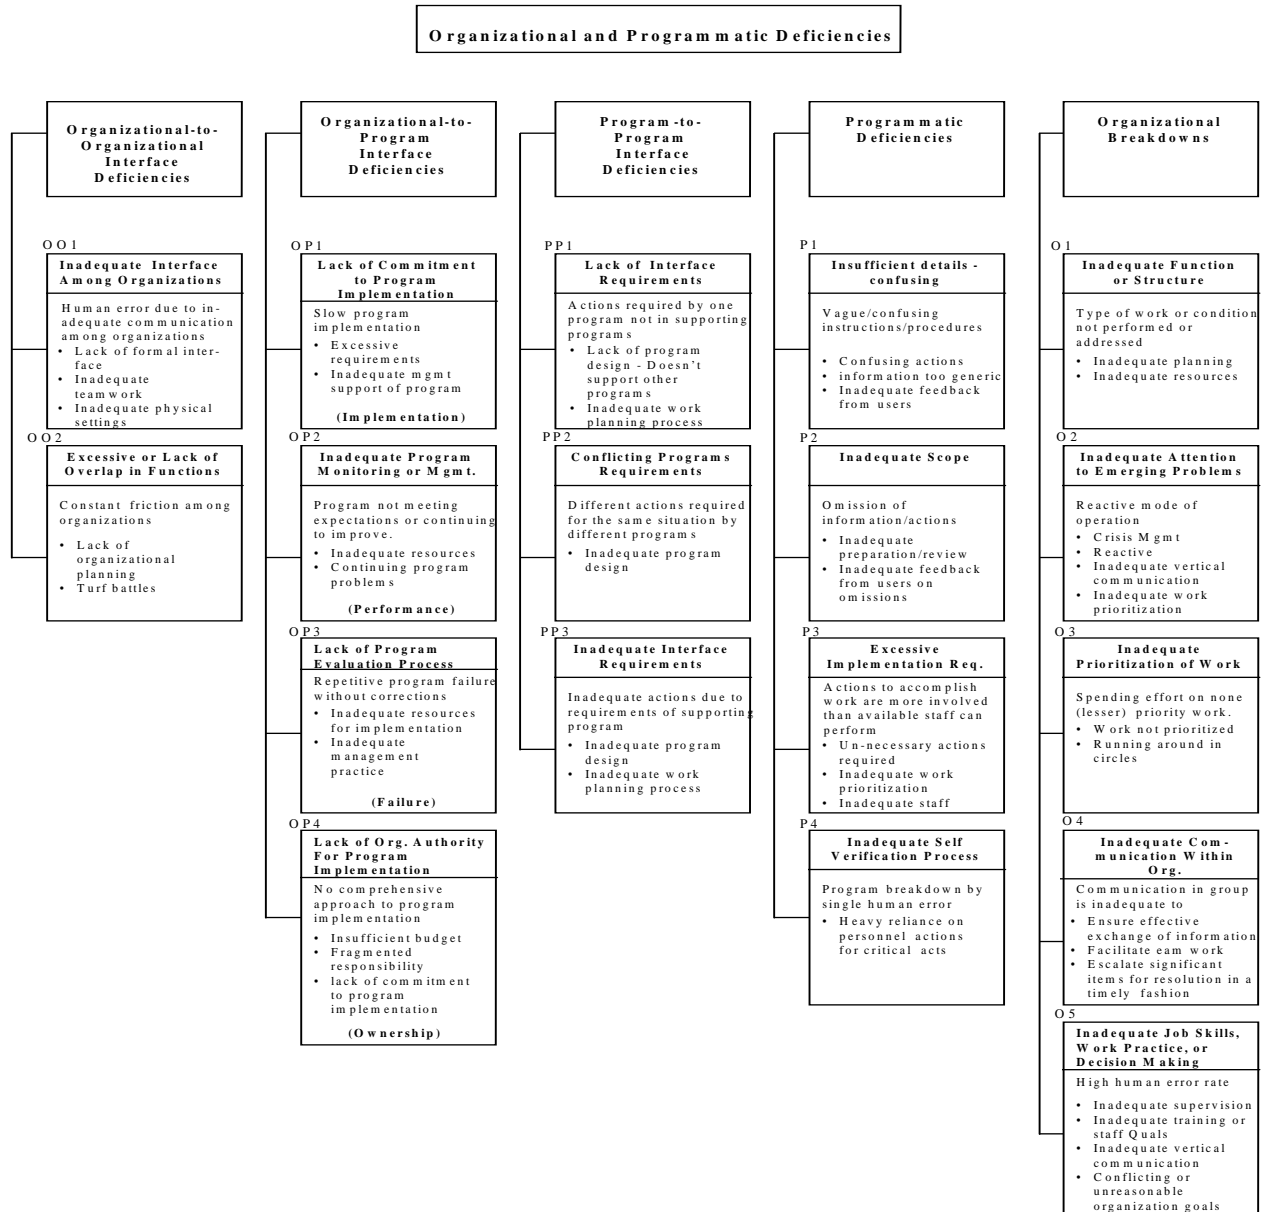 Organizational and Programmatic Deficiencies
Organizational-to-
Organizational
Interface
Deficiencies
OO1
Inadequate Interface
Among Organizations
Human error due to in-
adequate communication
among organizations
• Lack of formal inter-
face
• Inadequate
teamwork
• Inadequate physical
settings
OO2
Excessive or Lack of
Overlap in Functions
Constant friction among
organizations
• Lack of
organizational
planning
• Turf battles
Organizational-to-
Program
Interface
Deficiencies
OP1
Lack of Commitment
to Program
Implementation
Slow program
implementation
• Excessive
requirements
• Inadequate mgmt
support of program
(Implementation)
OP2
Inadequate Program
Monitoring or Mgmt.
Program not meeting
expectations or continuing
to improve.
• Inadequate resources
• Continuing program
problems
(Performance)
OP3
Lack of Program
Evaluation Process
Repetitive program failure
without corrections
• Inadequate resources
for implementation
• Inadequate
management
practice
(Failure)
OP4
Lack of Org. Authority
For Program
Implementation
No comprehensive
approach to program
implementation
• Insufficient budget
• Fragmented
responsibility
• lack of commitment
to program
implementation
(Ownership)
Program-to-
Program
Interface
Deficiencies
PP1
Lack of Interface
Requirements
Actions required by one
program not in supporting
programs
• Lack of program
design - Doesn't
support other
programs
• Inadequate work
planning process
PP2
Conflicting Programs
Requirements
Different actions required
for the same situation by
different programs
• Inadequate program
design
PP3
Inadequate Interface
Requirements
Inadequate actions due to
requirements of supporting
program
• Inadequate program
design
• Inadequate work
planning process
Programmatic
Deficiencies
P1
Insufficient details -
confusing
Vague/confusing
instructions/procedures
• Confusing actions
• information too generic
• Inadequate feedback
from users
P2
Inadequate Scope
Omission of
information/actions
• Inadequate
preparation/review
• Inadequate feedback
from users on
omissions
P3
Excessive
Implementation Req.
Actions to accomplish
work are more involved
than available staff can
perform
• Un-necessary actions
required
• Inadequate work
prioritization
• Inadequate staff
P4
Inadequate Self
Verification Process
Program breakdown by
single human error
• Heavy reliance on
personnel actions
for critical acts
Organizational
Breakdowns
O1
Inadequate Function
or Structure
Type of work or condition
not performed or
addressed
• Inadequate planning
• Inadequate resources
O2
Inadequate Attention
to Emerging Problems
Reactive mode of
operation
• Crisis Mgmt
• Reactive
• Inadequate vertical
communication
• Inadequate work
prioritization
O3
Inadequate
Prioritization of Work
Spending effort on none
(lesser) priority work.
• Work not prioritized
• Running around in
circles
O4
Inadequate Com-
munication Within
Org.
Communication in group
is inadequate to
• Ensure effective
exchange of information
• Facilitate eam work
• Escalate significant
items for resolution in a
timely fashion
O5
Inadequate Job Skills,
Work Practice, or
Decision Making
High human error rate
• Inadequate supervision
• Inadequate training or
staff Quals
• Inadequate vertical
communication
• Conflicting or
unreasonable
organization goals